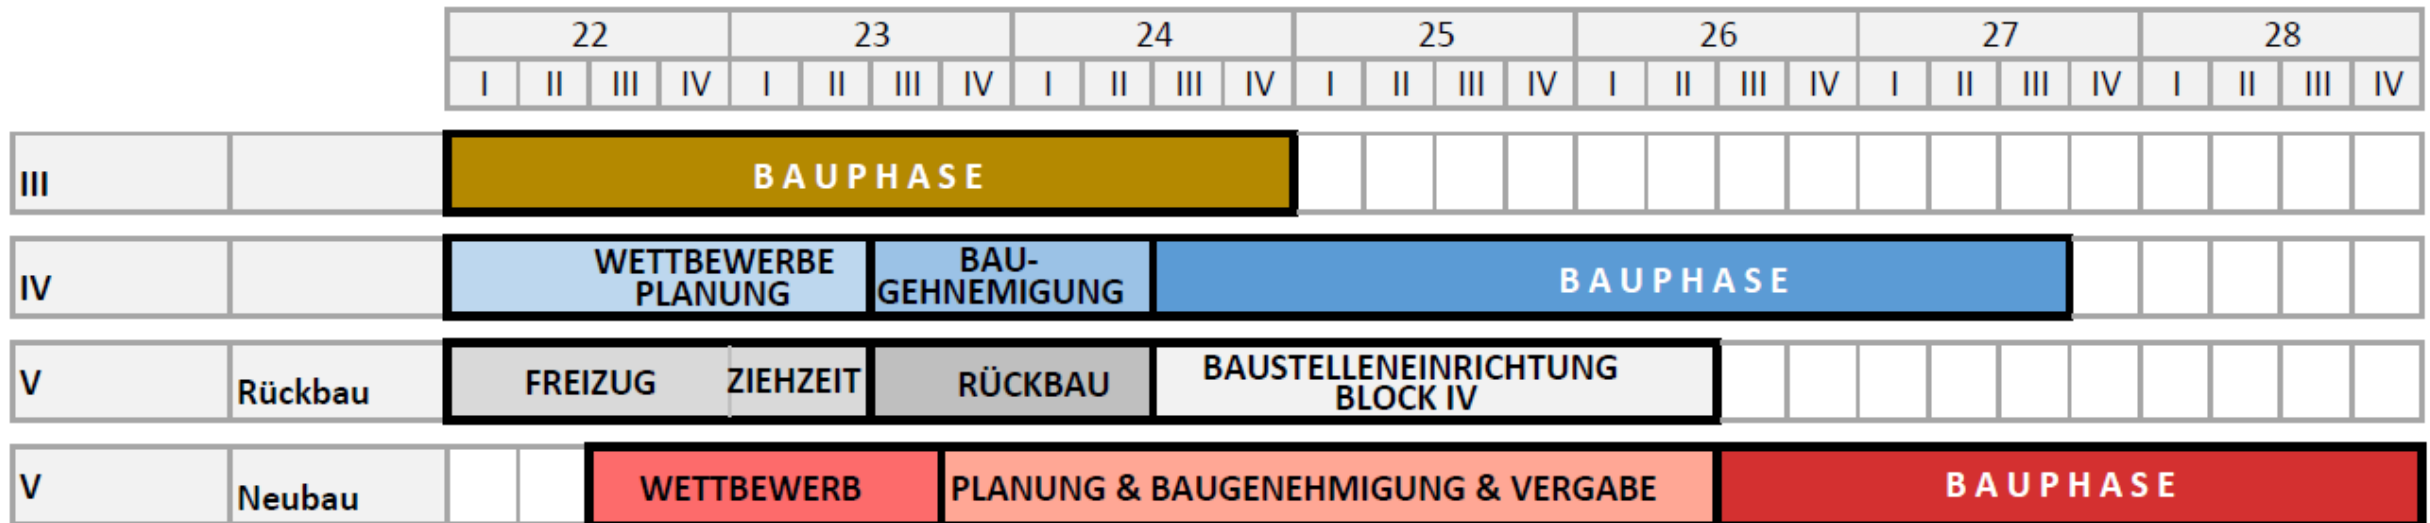 22 23 24 25 26 27 28
I II III IV I II III IV I II III IV I II III IV I II III IV I II III IV I II III IV
III BAUPHASE
IV WETTBEWERBE PLANUNG BAU-GEHNEMIGUNG BAUPHASE
V Rückbau FREIZUG ZIEHZEIT RÜCKBAU BAUSTELLENEINRICHTUNG BLOCK IV
V Neubau WETTBEWERB PLANUNG & BAUGENEHMIGUNG & VERGABE BAUPHASE